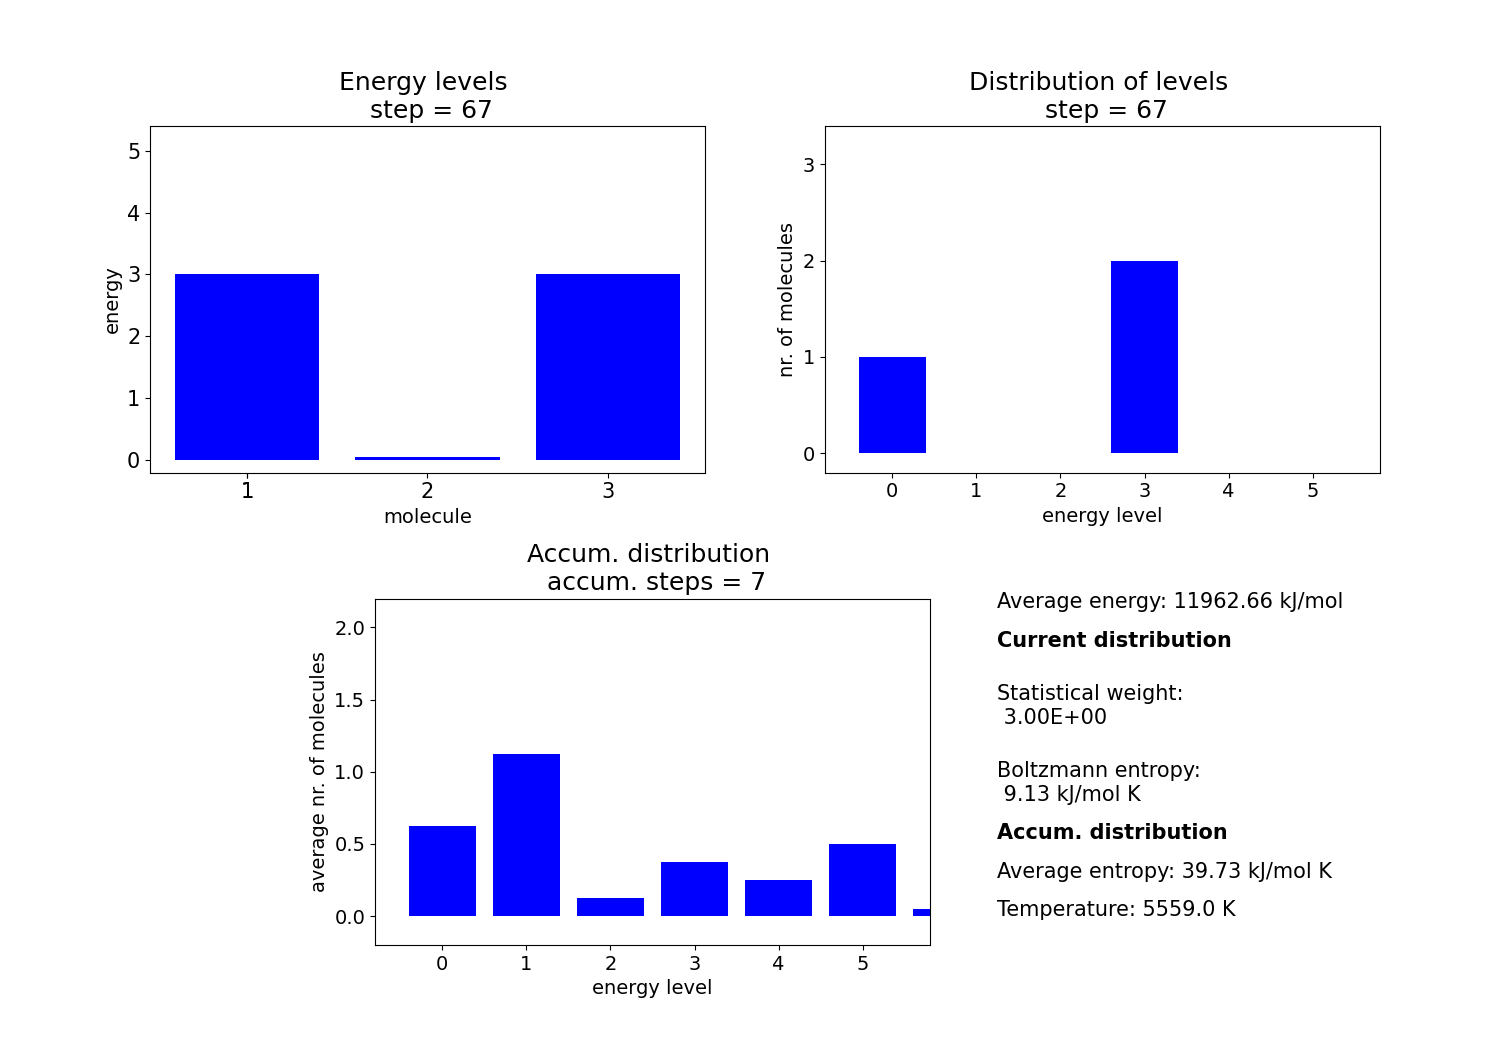 Energy levels
step = 67
5
4
3
2
1
0
energy
1 2 3
molecule
Distribution of levels
step = 67
3
2
1
0
nr. of molecules
0 1 2 3 4 5
energy level
Accum. distribution
accum. steps = 7
2.0
1.5
1.0
0.5
0.0
average nr. of molecules
0 1 2 3 4 5
energy level
Average energy: 11962.66 kJ/mol
Current distribution
Statistical weight:
3.00E+00
Boltzmann entropy:
9.13 kJ/mol K
Accum. distribution
Average entropy: 39.73 kJ/mol K
Temperature: 5559.0 K